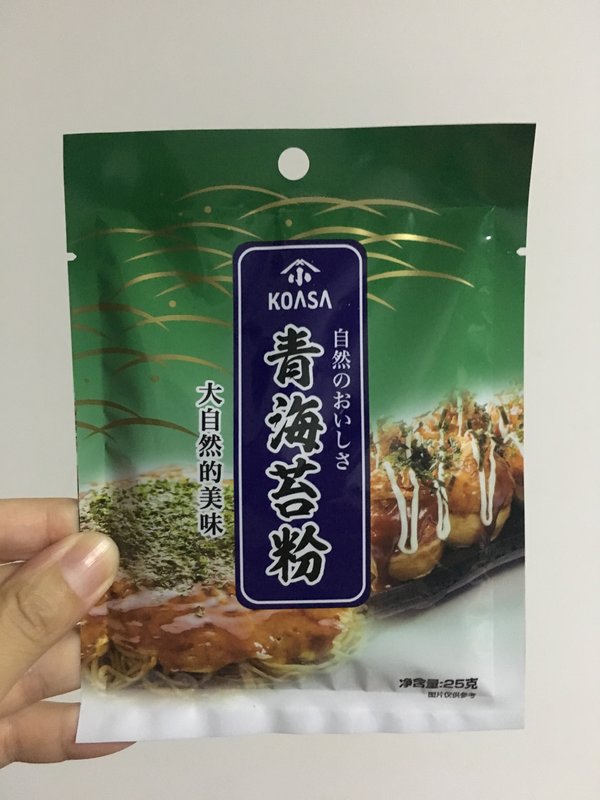 KOASA
自然のおいしさ
青海苔粉
大自然的美味
净含量:25克
图片仅供参考